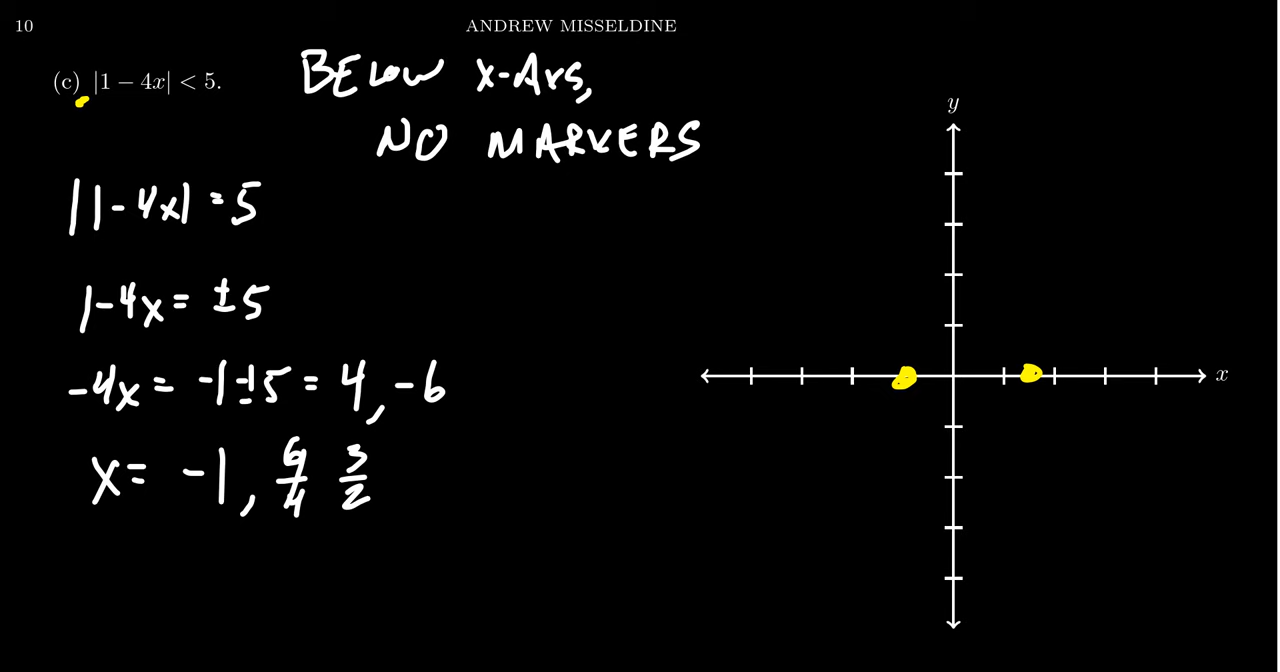 10
ANDREW MISSELDINE
(c) |1 − 4x| < 5.
BELOW x-AXIS,
NO MARKERS
|1-4x| = 5
1-4x = ±5
-4x = -1±5 = 4, -6
x = -1, 6/4 3/2
y
x